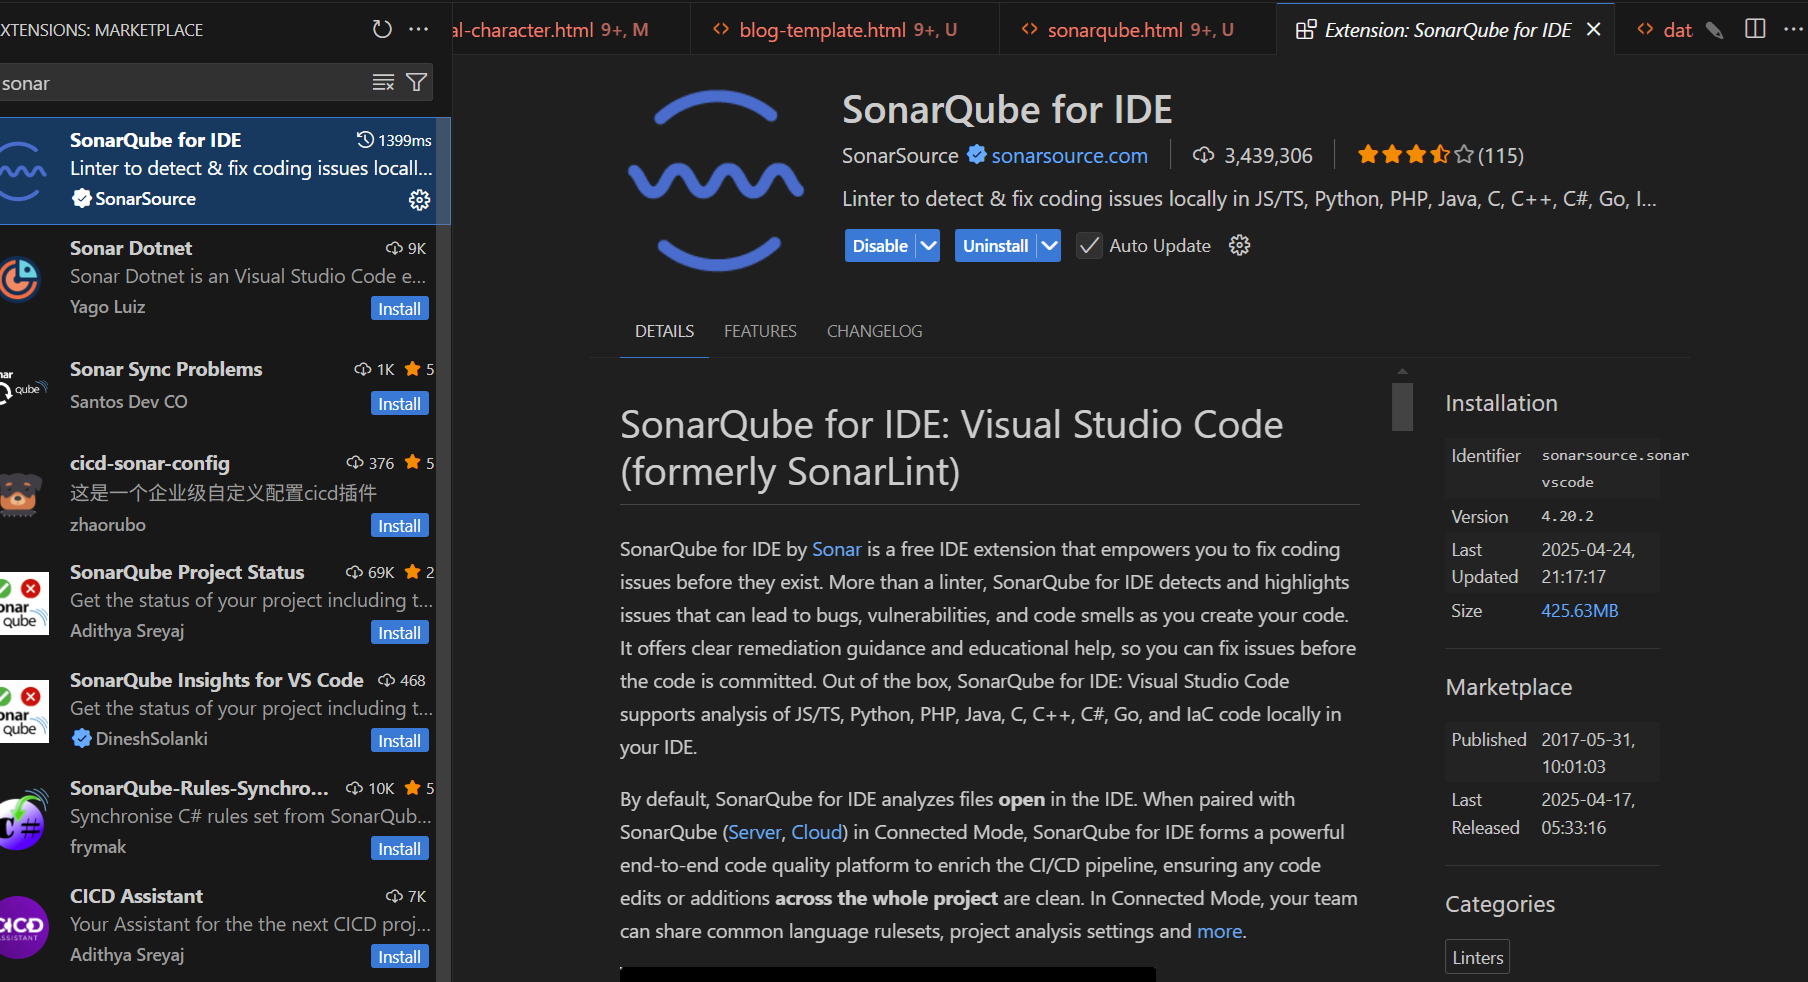 XTENSIONS: MARKETPLACE
sonar
SonarQube for IDE 1399ms
Linter to detect & fix coding issues locall...
SonarSource
Sonar Dotnet 9K
Sonar Dotnet is an Visual Studio Code e...
Yago Luiz Install
Sonar Sync Problems 1K 5
Santos Dev CO Install
cicd-sonar-config 376 5
这是一个企业级自定义配置cicd插件
zhaorubo Install
SonarQube Project Status 69K 2
Get the status of your project including t...
Adithya Sreyaj Install
SonarQube Insights for VS Code 468
Get the status of your project including t...
DineshSolanki Install
SonarQube-Rules-Synchro... 10K 5
Synchronise C# rules set from SonarQub...
frymak Install
CICD Assistant 7K
Your Assistant for the the next CICD proj...
Adithya Sreyaj Install
nar
qube
onar
qube
onar
qube
C#
CICD
ASSISTANT
al-character.html 9+, M
blog-template.html 9+, U
sonarqube.html 9+, U
Extension: SonarQube for IDE
dat
SonarQube for IDE
SonarSource sonarsource.com 3,439,306 (115)
Linter to detect & fix coding issues locally in JS/TS, Python, PHP, Java, C, C++, C#, Go, I...
Disable Uninstall Auto Update
DETAILS FEATURES CHANGELOG
SonarQube for IDE: Visual Studio Code
(formerly SonarLint)
SonarQube for IDE by Sonar is a free IDE extension that empowers you to fix coding
issues before they exist. More than a linter, SonarQube for IDE detects and highlights
issues that can lead to bugs, vulnerabilities, and code smells as you create your code.
It offers clear remediation guidance and educational help, so you can fix issues before
the code is committed. Out of the box, SonarQube for IDE: Visual Studio Code
supports analysis of JS/TS, Python, PHP, Java, C, C++, C#, Go, and IaC code locally in
your IDE.
By default, SonarQube for IDE analyzes files open in the IDE. When paired with
SonarQube (Server, Cloud) in Connected Mode, SonarQube for IDE forms a powerful
end-to-end code quality platform to enrich the CI/CD pipeline, ensuring any code
edits or additions across the whole project are clean. In Connected Mode, your team
can share common language rulesets, project analysis settings and more.
Installation
Identifier sonarsource.sonar
vscode
Version 4.20.2
Last 2025-04-24,
Updated 21:17:17
Size 425.63MB
Marketplace
Published 2017-05-31,
10:01:03
Last 2025-04-17,
Released 05:33:16
Categories
Linters